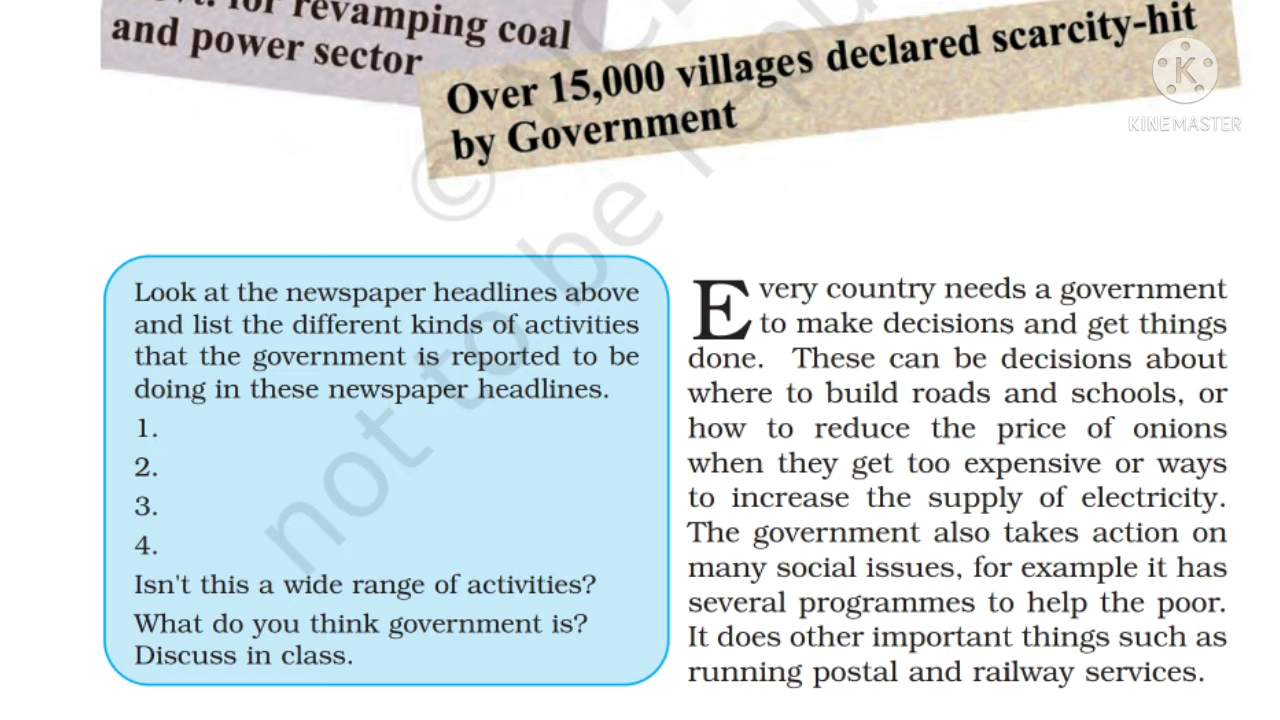 for revamping coal
and power sector
Over 15,000 villages declared scarcity-hit
by Government
K
KINEMASTER
©
not to be
Look at the newspaper headlines above
and list the different kinds of activities
that the government is reported to be
doing in these newspaper headlines.
1.
2.
3.
4.
Isn't this a wide range of activities?
What do you think government is?
Discuss in class.
Every country needs a government
to make decisions and get things
done. These can be decisions about
where to build roads and schools, or
how to reduce the price of onions
when they get too expensive or ways
to increase the supply of electricity.
The government also takes action on
many social issues, for example it has
several programmes to help the poor.
It does other important things such as
running postal and railway services.